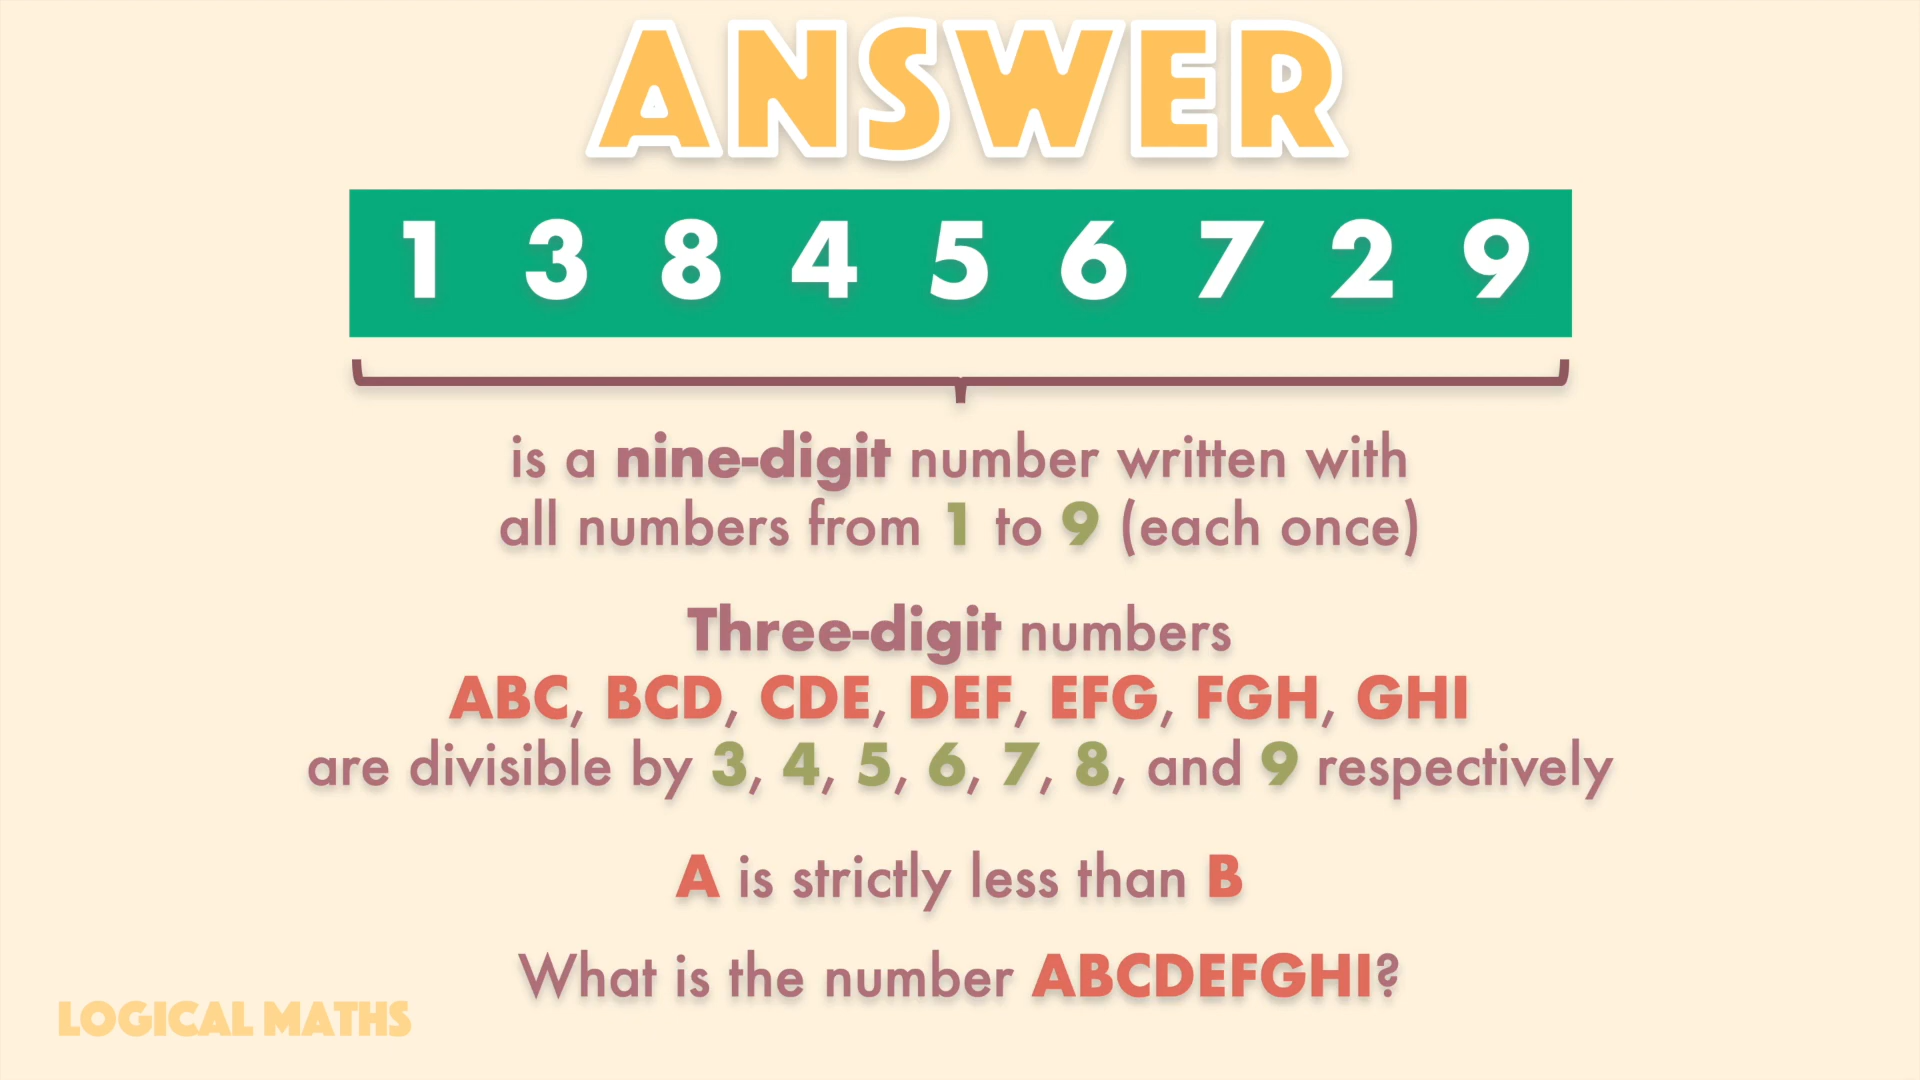 ANSWER
1 3 8 4 5 6 7 2 9
is a nine-digit number written with
all numbers from 1 to 9 (each once)
Three-digit numbers
ABC, BCD, CDE, DEF, EFG, FGH, GHI
are divisible by 3, 4, 5, 6, 7, 8, and 9 respectively
A is strictly less than B
What is the number ABCDEFGHI?
LOGICAL MATHS